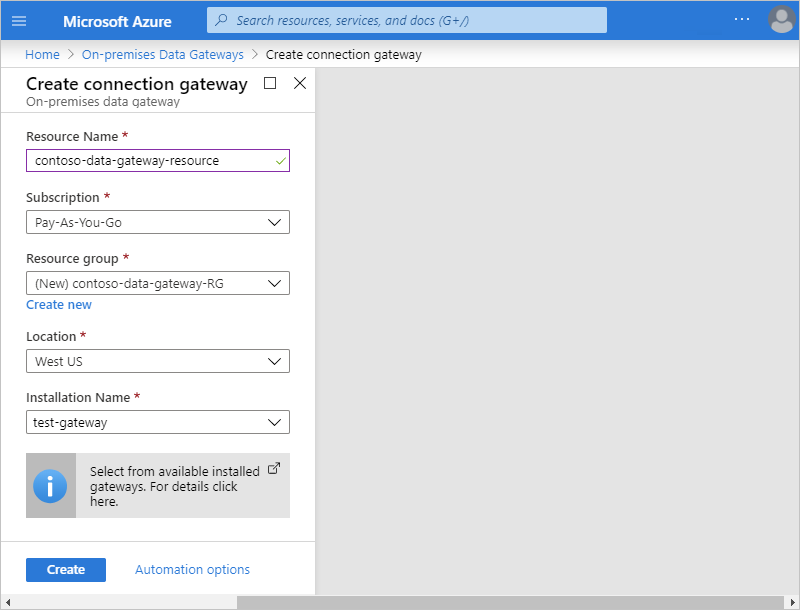 Microsoft Azure
Search resources, services, and docs (G+/)
...
Home > On-premises Data Gateways > Create connection gateway
Create connection gateway
On-premises data gateway
Resource Name *
contoso-data-gateway-resource
Subscription *
Pay-As-You-Go
Resource group *
(New) contoso-data-gateway-RG
Create new
Location *
West US
Installation Name *
test-gateway
Select from available installed
gateways. For details click
here.
Create
Automation options